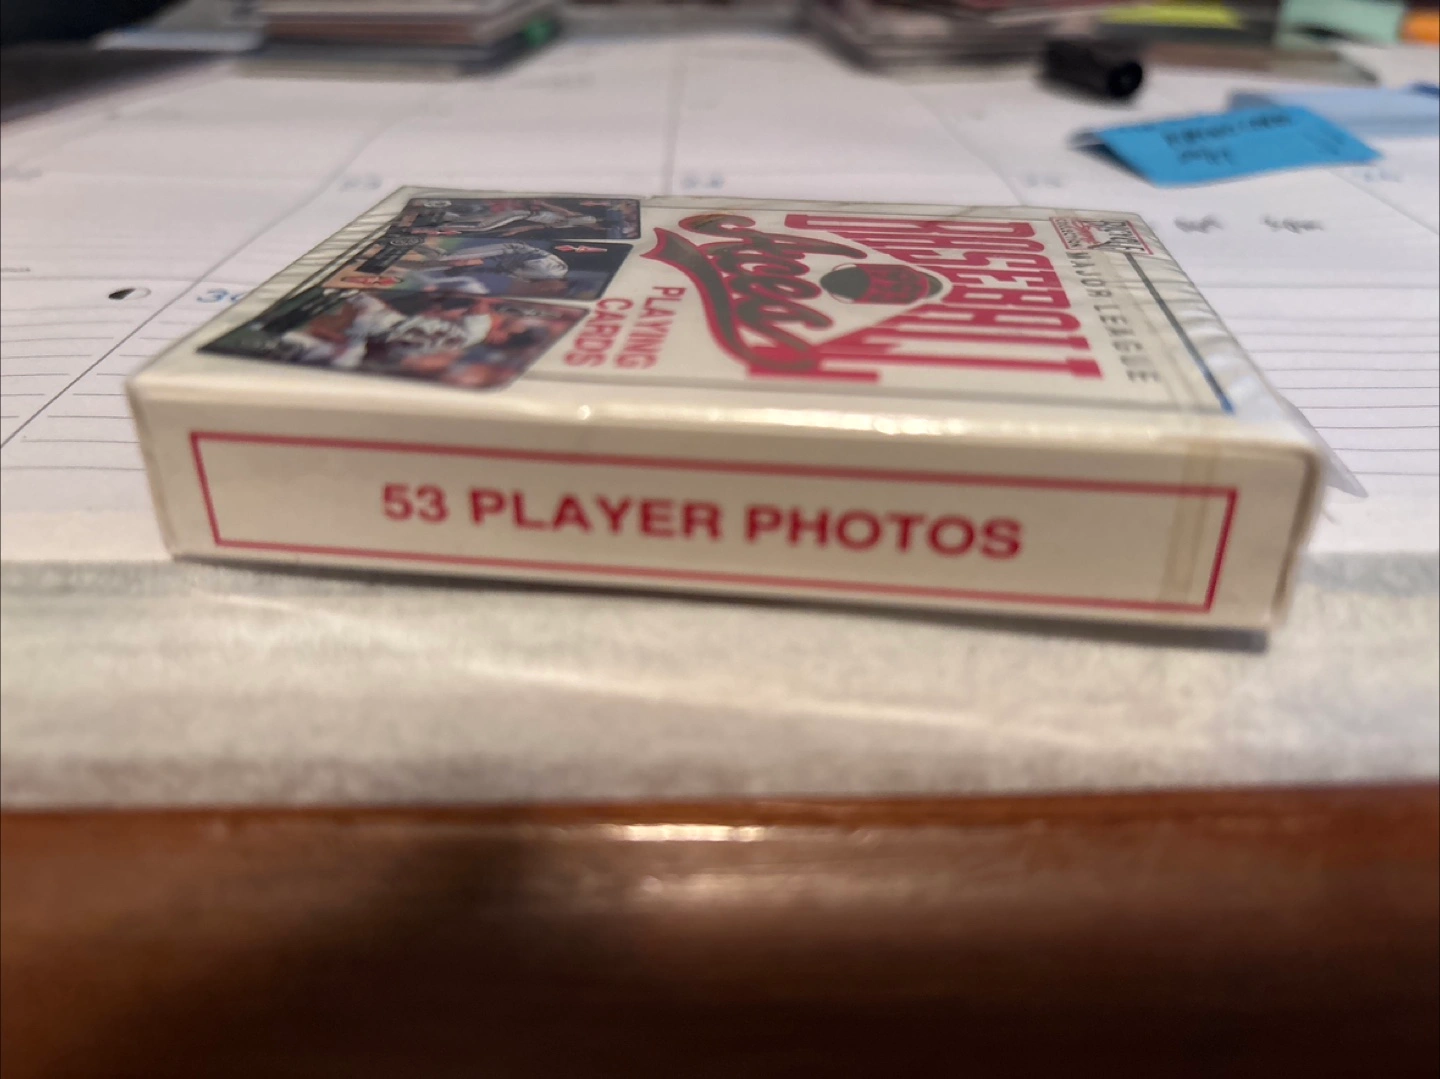 MAJOR LEAGUE
BASEBALL
Aces
PLAYING
CARDS
53 PLAYER PHOTOS